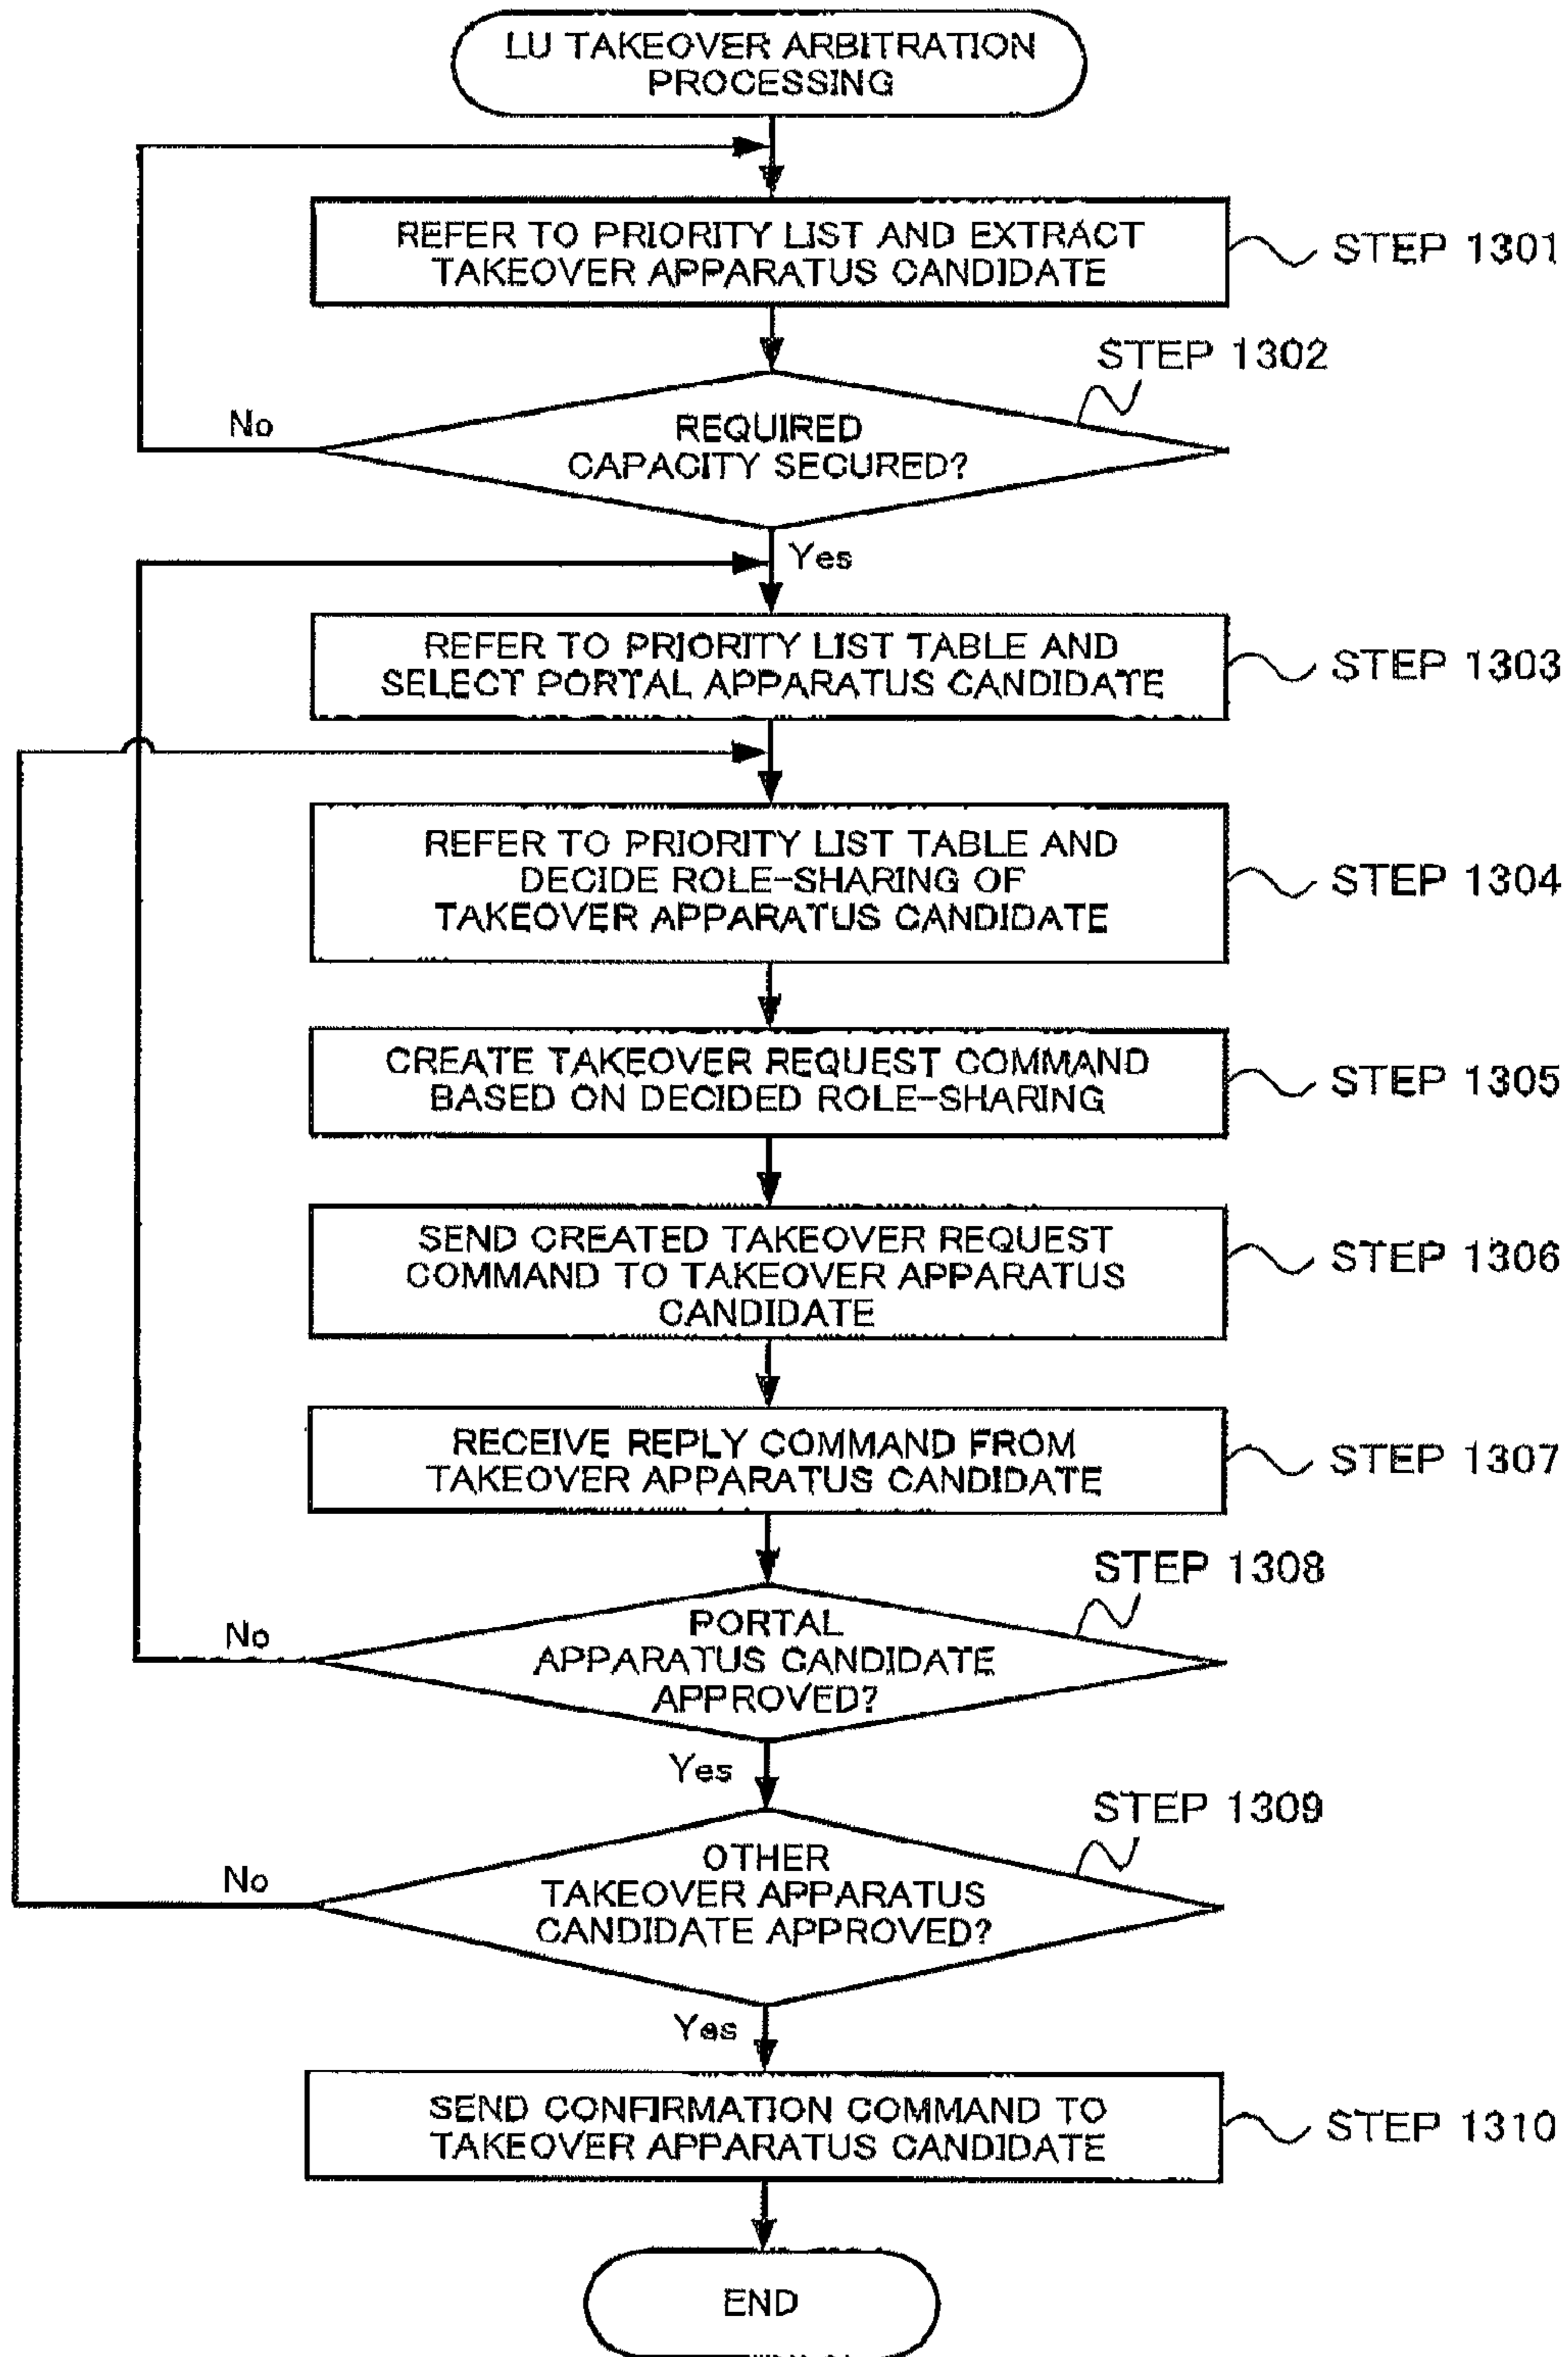 LU TAKEOVER ARBITRATION
PROCESSING
REFER TO PRIORITY LIST AND EXTRACT
TAKEOVER APPARATUS CANDIDATE
STEP 1301
STEP 1302
No
REQUIRED
CAPACITY SECURED?
Yes
REFER TO PRIORITY LIST TABLE AND
SELECT PORTAL APPARATUS CANDIDATE
STEP 1303
REFER TO PRIORITY LIST TABLE AND
DECIDE ROLE-SHARING OF
TAKEOVER APPARATUS CANDIDATE
STEP 1304
CREATE TAKEOVER REQUEST COMMAND
BASED ON DECIDED ROLE-SHARING
STEP 1305
SEND CREATED TAKEOVER REQUEST
COMMAND TO TAKEOVER APPARATUS
CANDIDATE
STEP 1306
RECEIVE REPLY COMMAND FROM
TAKEOVER APPARATUS CANDIDATE
STEP 1307
STEP 1308
No
PORTAL
APPARATUS CANDIDATE
APPROVED?
Yes
STEP 1309
No
OTHER
TAKEOVER APPARATUS
CANDIDATE APPROVED?
Yes
SEND CONFIRMATION COMMAND TO
TAKEOVER APPARATUS CANDIDATE
STEP 1310
END